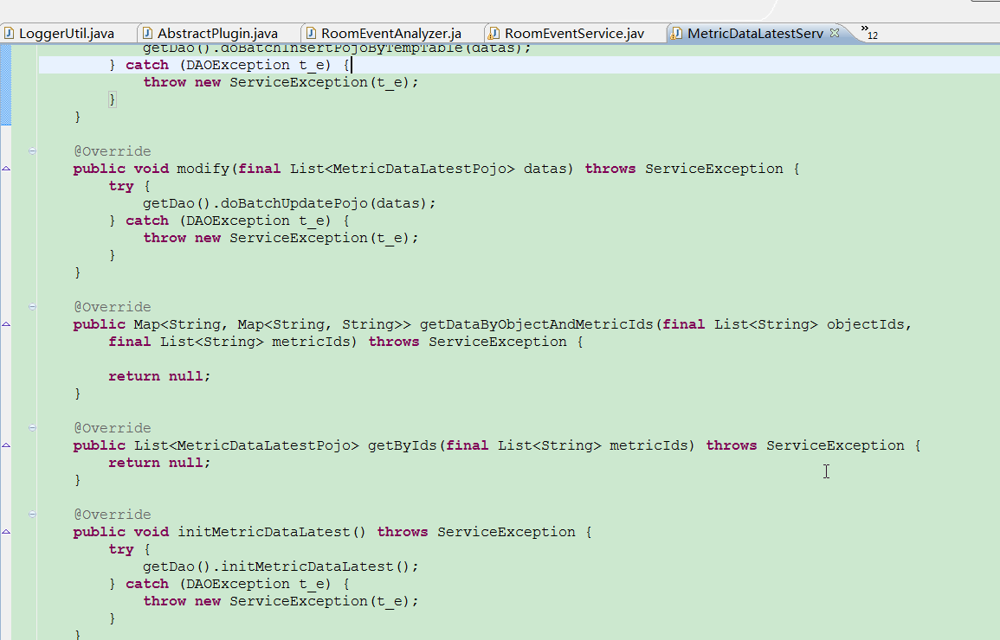 LoggerUtil.java AbstractPlugin.java RoomEventAnalyzer.ja RoomEventService.jav MetricDataLatestServ 12
getDao().doBatchInsertPojoByTempTable(datas);
} catch (DAOException t_e) {
throw new ServiceException(t_e);
}
}
@Override
public void modify(final List<MetricDataLatestPojo> datas) throws ServiceException {
try {
getDao().doBatchUpdatePojo(datas);
} catch (DAOException t_e) {
throw new ServiceException(t_e);
}
}
@Override
public Map<String, Map<String, String>> getDataByObjectAndMetricIds(final List<String> objectIds,
final List<String> metricIds) throws ServiceException {
return null;
}
@Override
public List<MetricDataLatestPojo> getByIds(final List<String> metricIds) throws ServiceException {
return null;
}
@Override
public void initMetricDataLatest() throws ServiceException {
try {
getDao().initMetricDataLatest();
} catch (DAOException t_e) {
throw new ServiceException(t_e);
}
}